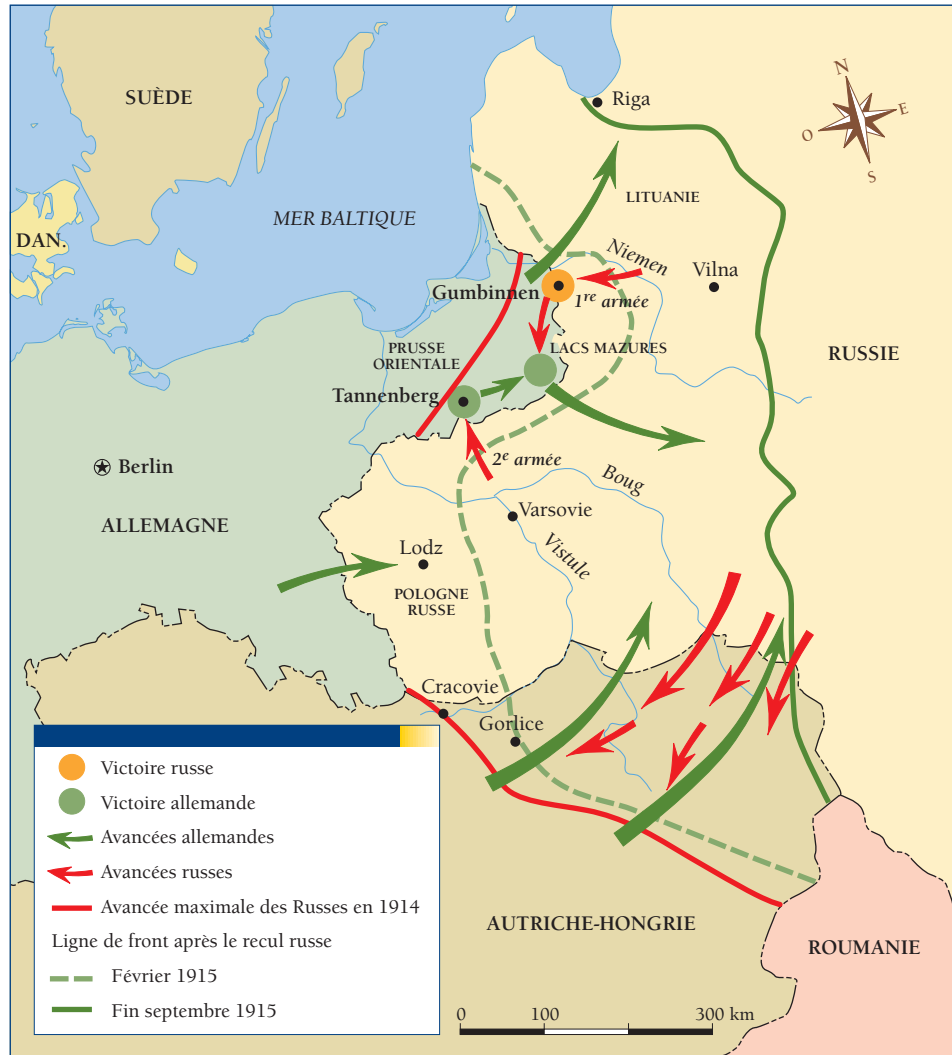 Riga
N
E
O
S
SUÈDE
LITUANIE
MER BALTIQUE
DAN.
Niemen
Vilna
Gumbinnen
1re armée
PRUSSE
ORIENTALE
LACS MAZURES
RUSSIE
Tannenberg
2e armée
Berlin
Boug
Varsovie
ALLEMAGNE
Vistule
Lodz
POLOGNE
RUSSE
Cracovie
Gorlice
Victoire russe
Victoire allemande
Avancées allemandes
Avancées russes
Avancée maximale des Russes en 1914
Ligne de front après le recul russe
Février 1915
Fin septembre 1915
AUTRICHE-HONGRIE
ROUMANIE
0 100 300 km